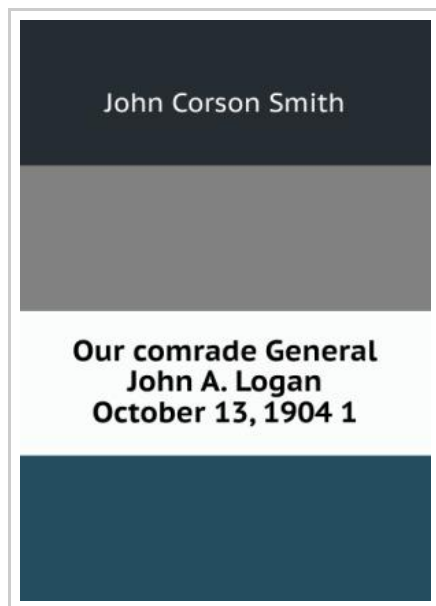 John Corson Smith
Our comrade General
John A. Logan
October 13, 1904 1